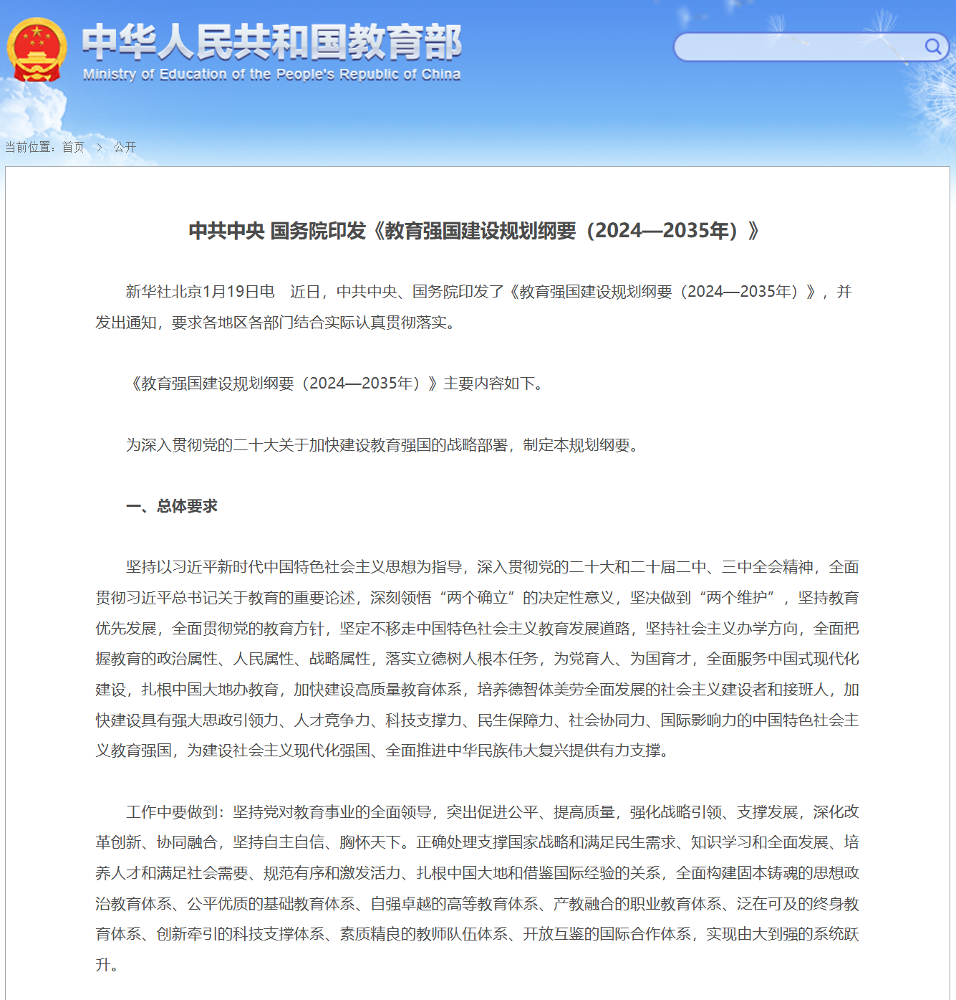 中华人民共和国教育部
Ministry of Education of the People's Republic of China
当前位置：首页 > 公开
中共中央 国务院印发《教育强国建设规划纲要（2024—2035年）》
新华社北京1月19日电　近日，中共中央、国务院印发了《教育强国建设规划纲要（2024—2035年）》，并
发出通知，要求各地区各部门结合实际认真贯彻落实。
《教育强国建设规划纲要（2024—2035年）》主要内容如下。
为深入贯彻党的二十大关于加快建设教育强国的战略部署，制定本规划纲要。
一、总体要求
坚持以习近平新时代中国特色社会主义思想为指导，深入贯彻党的二十大和二十届二中、三中全会精神，全面
贯彻习近平总书记关于教育的重要论述，深刻领悟“两个确立”的决定性意义，坚决做到“两个维护”，坚持教育
优先发展，全面贯彻党的教育方针，坚定不移走中国特色社会主义教育发展道路，坚持社会主义办学方向，全面把
握教育的政治属性、人民属性、战略属性，落实立德树人根本任务，为党育人、为国育才，全面服务中国式现代化
建设，扎根中国大地办教育，加快建设高质量教育体系，培养德智体美劳全面发展的社会主义建设者和接班人，加
快建设具有强大思政引领力、人才竞争力、科技支撑力、民生保障力、社会协同力、国际影响力的中国特色社会主
义教育强国，为建设社会主义现代化强国、全面推进中华民族伟大复兴提供有力支撑。
工作中要做到：坚持党对教育事业的全面领导，突出促进公平、提高质量，强化战略引领、支撑发展，深化改
革创新、协同融合，坚持自主自信、胸怀天下。正确处理支撑国家战略和满足民生需求、知识学习和全面发展、培
养人才和满足社会需要、规范有序和激发活力、扎根中国大地和借鉴国际经验的关系，全面构建固本铸魂的思想政
治教育体系、公平优质的基础教育体系、自强卓越的高等教育体系、产教融合的职业教育体系、泛在可及的终身教
育体系、创新牵引的科技支撑体系、素质精良的教师队伍体系、开放互鉴的国际合作体系，实现由大到强的系统跃
升。